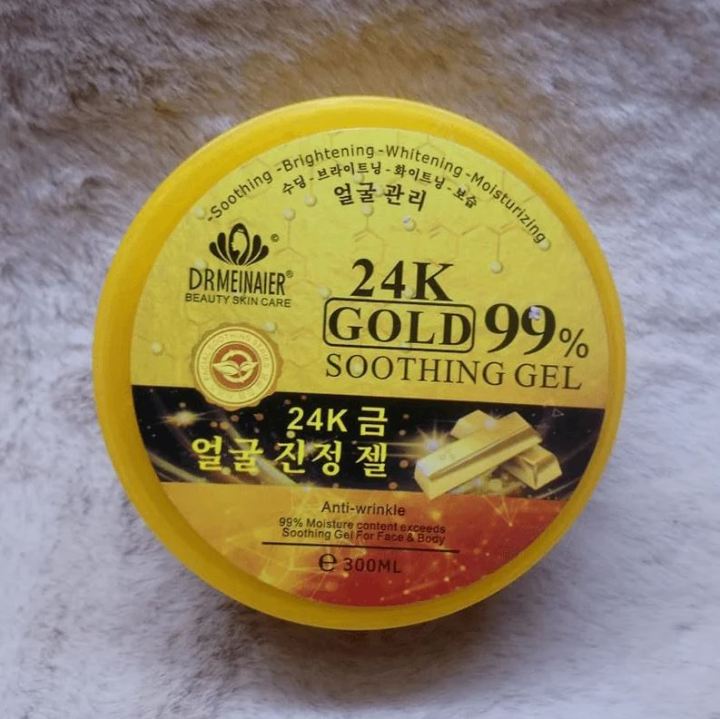 -Soothing -Brightening -Whitening -Moisturizing
수딩 - 브라이트닝 - 화이트닝 - 보습
얼굴관리
©
DRMEINAIER®
BEAUTY SKIN CARE
24K
GOLD 99%
SOOTHING GEL
24K 금
얼굴 진정 젤
Anti-wrinkle
99% Moisture content exceeds
Soothing Gel For Face & Body
℮ 300ML